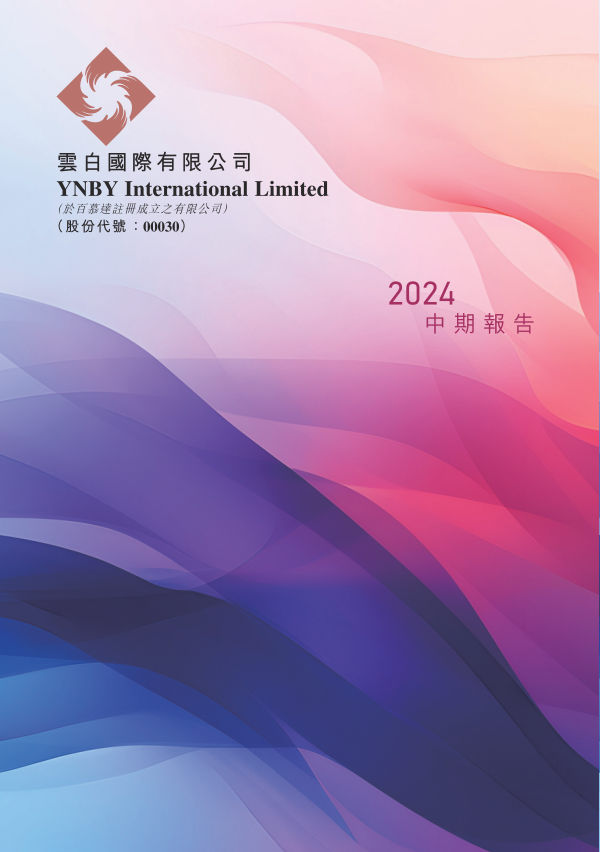 雲白國際有限公司
YNBY International Limited
(於百慕達註冊成立之有限公司)
(股份代號：00030)
2024
中期報告